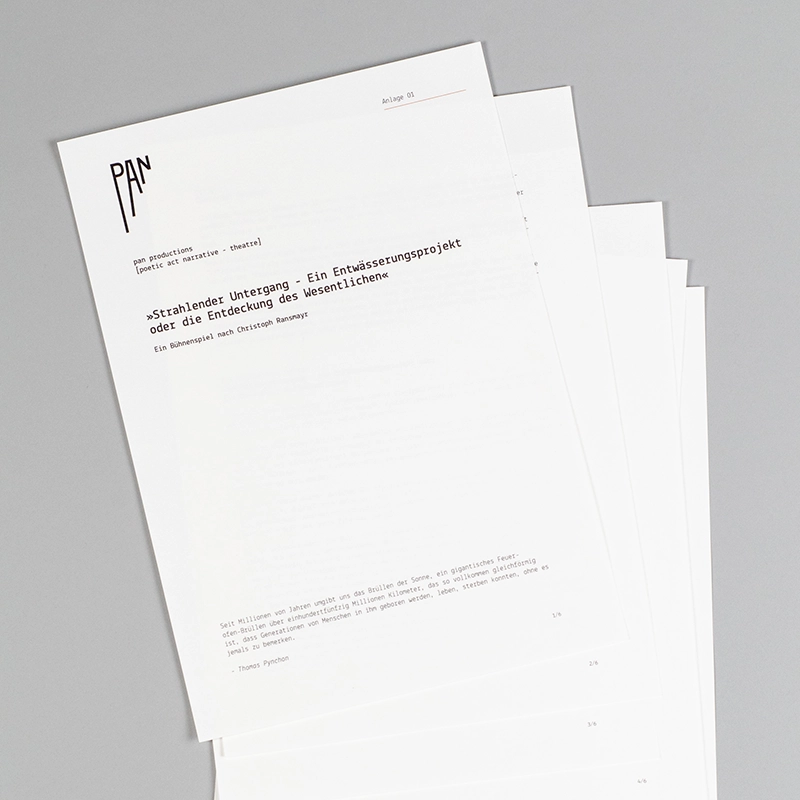 Anlage 01
PAN
pan productions
[poetic act narrative - theatre]
»Strahlender Untergang - Ein Entwässerungsprojekt
oder die Entdeckung des Wesentlichen«
Ein Bühnenspiel nach Christoph Ransmayr
Seit Millionen von Jahren umgibt uns das Brüllen der Sonne, ein gigantisches Feuer-
ofen-Brüllen über einhundertfünfzig Millionen Kilometer, das so vollkommen gleichförmig
ist, dass Generationen von Menschen in ihm geboren werden, leben, sterben konnten, ohne es
jemals zu bemerken.
- Thomas Pynchon
1/6
2/6
3/6
4/6